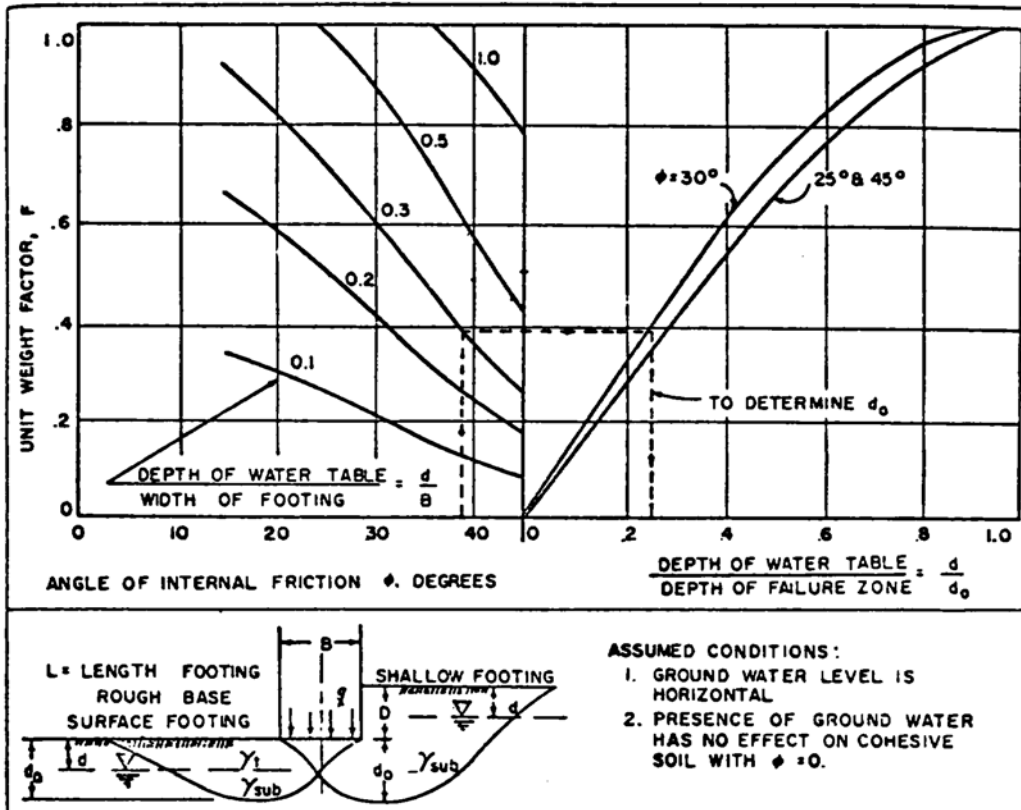 UNIT WEIGHT FACTOR, F
1.0
.8
.6
.4
.2
0
1.0
0.5
0.3
0.2
0.1
φ=30°
25° & 45°
TO DETERMINE d₀
DEPTH OF WATER TABLE = d
WIDTH OF FOOTING B
0 10 20 30 40 0 .2 .4 .6 .8 1.0
ANGLE OF INTERNAL FRICTION φ. DEGREES
DEPTH OF WATER TABLE = d
DEPTH OF FAILURE ZONE d₀
L= LENGTH FOOTING
ROUGH BASE
SURFACE FOOTING
B
q
SHALLOW FOOTING
D
d
d₀
d
γT
γsub
d₀
γsub
ASSUMED CONDITIONS:
1. GROUND WATER LEVEL IS
HORIZONTAL
2. PRESENCE OF GROUND WATER
HAS NO EFFECT ON COHESIVE
SOIL WITH φ =0.